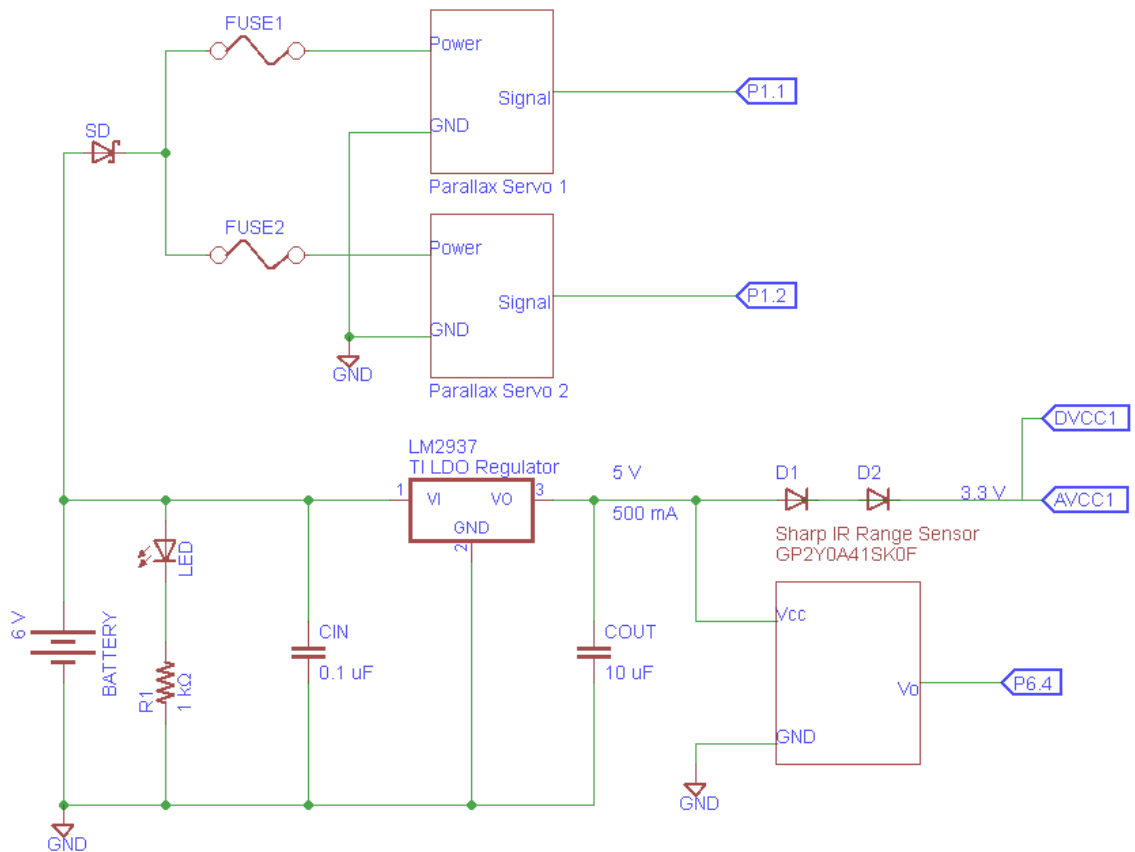 FUSE1
Power
Signal
P1.1
SD
GND
Parallax Servo 1
FUSE2
Power
Signal
P1.2
GND
GND
Parallax Servo 2
LM2937
TI LDO Regulator
1
VI
VO
3
GND
2
5 V
500 mA
D1
D2
3.3 V
DVCC1
AVCC1
Sharp IR Range Sensor
GP2Y0A41SK0F
LED
6 V
BATTERY
R1
1 kΩ
CIN
0.1 uF
COUT
10 uF
Vcc
Vo
P6.4
GND
GND
GND